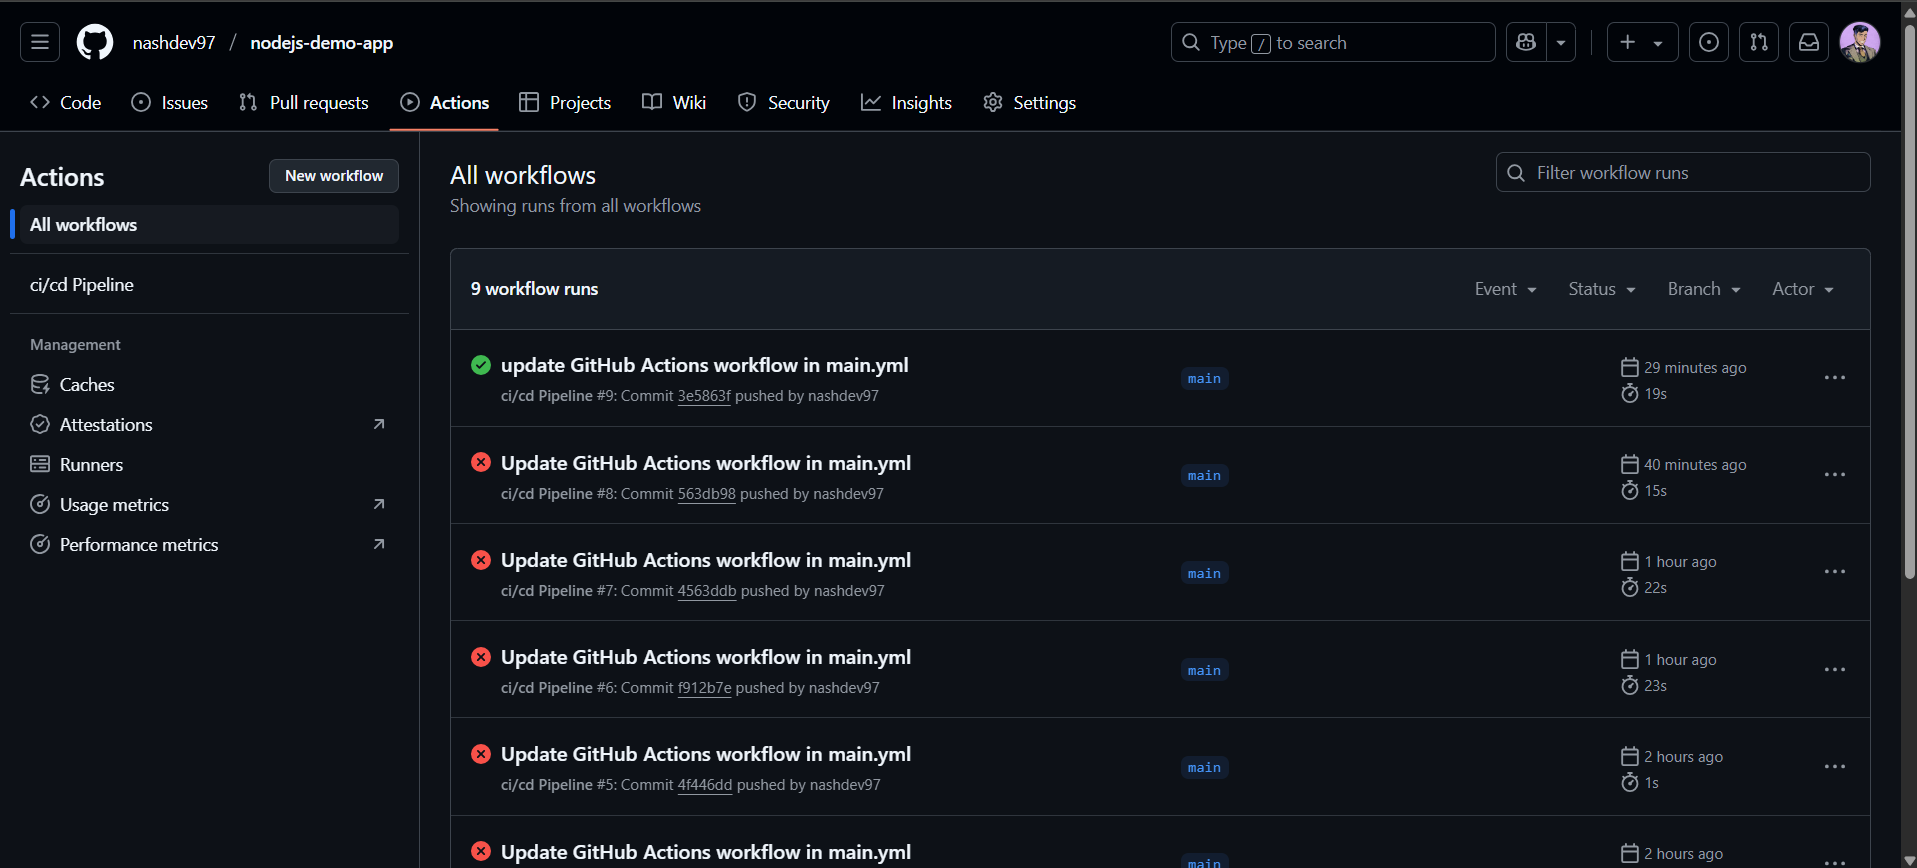 nashdev97 / nodejs-demo-app
Type / to search
Code Issues Pull requests Actions Projects Wiki Security Insights Settings
Actions
New workflow
All workflows
ci/cd Pipeline
Management
Caches
Attestations
Runners
Usage metrics
Performance metrics
All workflows
Showing runs from all workflows
Filter workflow runs
9 workflow runs
Event Status Branch Actor
update GitHub Actions workflow in main.yml
ci/cd Pipeline #9: Commit 3e5863f pushed by nashdev97
main
29 minutes ago
19s
Update GitHub Actions workflow in main.yml
ci/cd Pipeline #8: Commit 563db98 pushed by nashdev97
main
40 minutes ago
15s
Update GitHub Actions workflow in main.yml
ci/cd Pipeline #7: Commit 4563ddb pushed by nashdev97
main
1 hour ago
22s
Update GitHub Actions workflow in main.yml
ci/cd Pipeline #6: Commit f912b7e pushed by nashdev97
main
1 hour ago
23s
Update GitHub Actions workflow in main.yml
ci/cd Pipeline #5: Commit 4f446dd pushed by nashdev97
main
2 hours ago
1s
Update GitHub Actions workflow in main.yml
main
2 hours ago